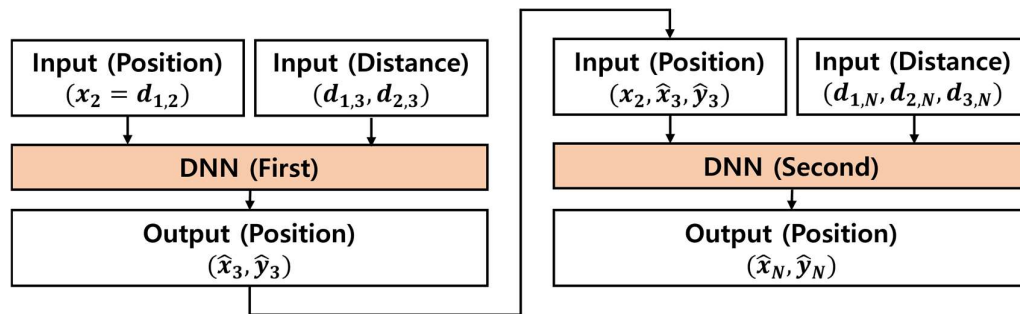 Input (Position)
(x₂ = d₁,₂)
Input (Distance)
(d₁,₃, d₂,₃)
DNN (First)
Output (Position)
(x̂₃, ŷ₃)
Input (Position)
(x₂, x̂₃, ŷ₃)
Input (Distance)
(d₁,N, d₂,N, d₃,N)
DNN (Second)
Output (Position)
(x̂N, ŷN)